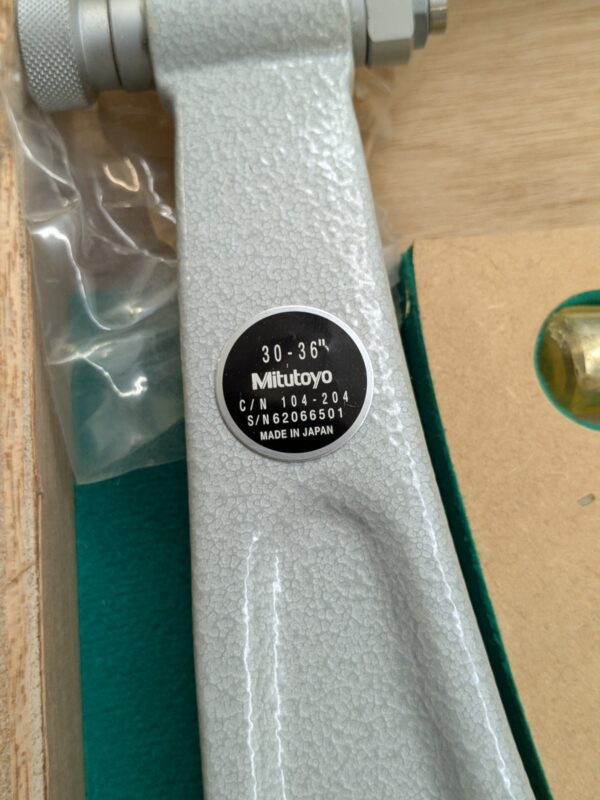 30-36"
Mitutoyo
C/N 104-204
S/N62066501
MADE IN JAPAN